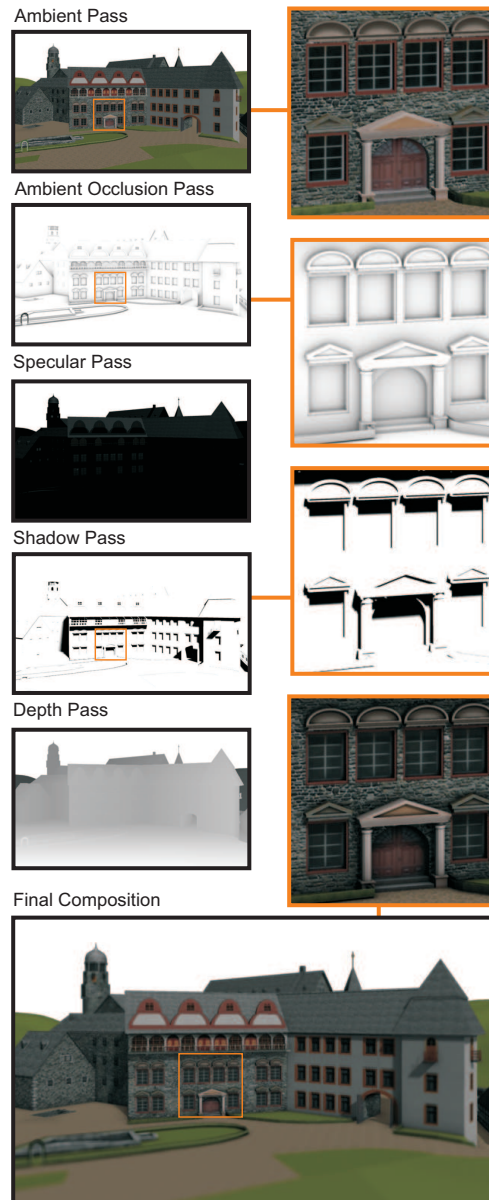 Ambient Pass
Ambient Occlusion Pass
Specular Pass
Shadow Pass
Depth Pass
Final Composition